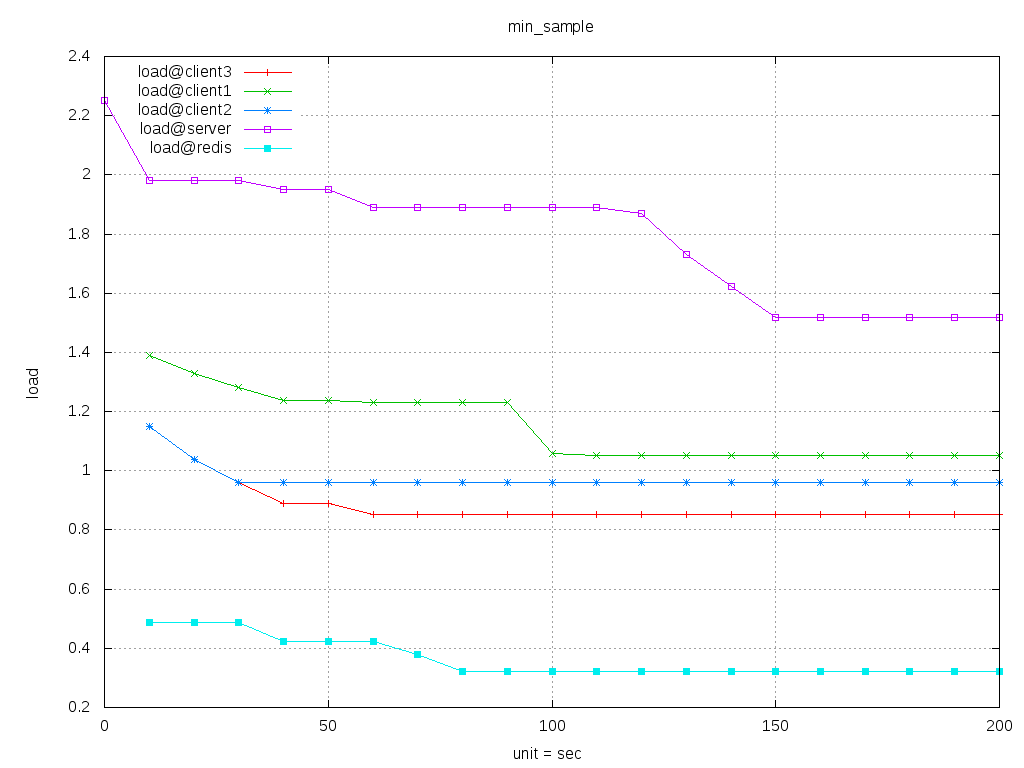 min_sample
2.4
2.2
2
1.8
1.6
1.4
1.2
1
0.8
0.6
0.4
0.2
load
load@client3
load@client1
load@client2
load@server
load@redis
0 50 100 150 200
unit = sec